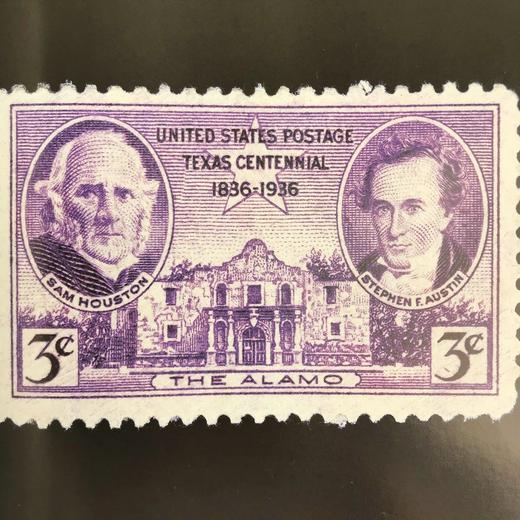 UNITED STATES POSTAGE
TEXAS CENTENNIAL
1836-1936
SAM HOUSTON
STEPHEN F. AUSTIN
3¢
3¢
THE ALAMO